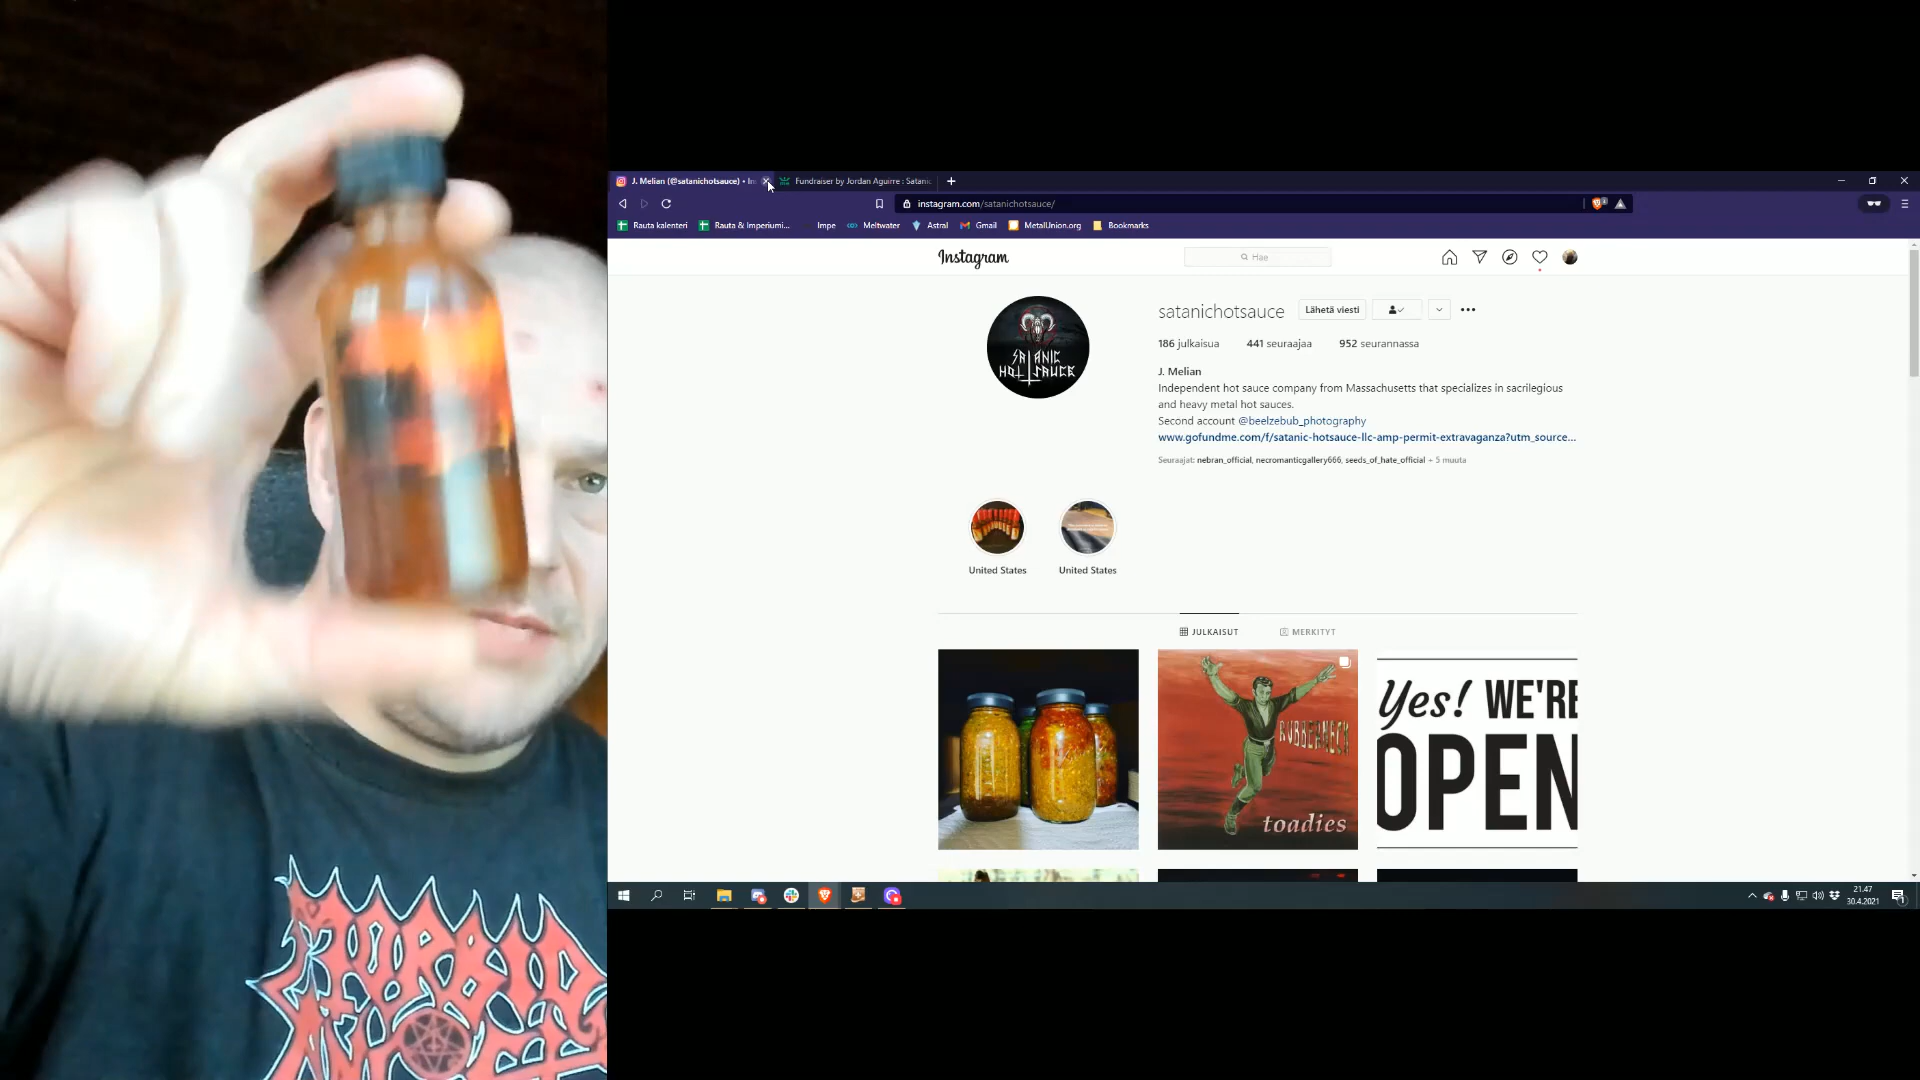 J. Melian (@satanichotsauce) • In
Fundraiser by Jordan Aguirre : Satanic
instagram.com/satanichotsauce/
Rauta kalenteri
Rauta & Imperiumi...
Impe
Meltwater
Astral
Gmail
MetalUnion.org
Bookmarks
Instagram
Hae
satanichotsauce
Lähetä viesti
186 julkaisua
441 seuraajaa
952 seurannassa
J. Melian
Independent hot sauce company from Massachusetts that specializes in sacrilegious
and heavy metal hot sauces.
Second account @beelzebub_photography
www.gofundme.com/f/satanic-hotsauce-llc-amp-permit-extravaganza?utm_source...
Seuraajat: nebran_official, necromanticgallery666, seeds_of_hate_official + 5 muuta
SATANIC
HOT SAUCE
United States
United States
JULKAISUT
MERKITYT
RUBBERNECK
toadies
Yes! WE'RE
OPEN
MORBID
21.47
30.4.2021